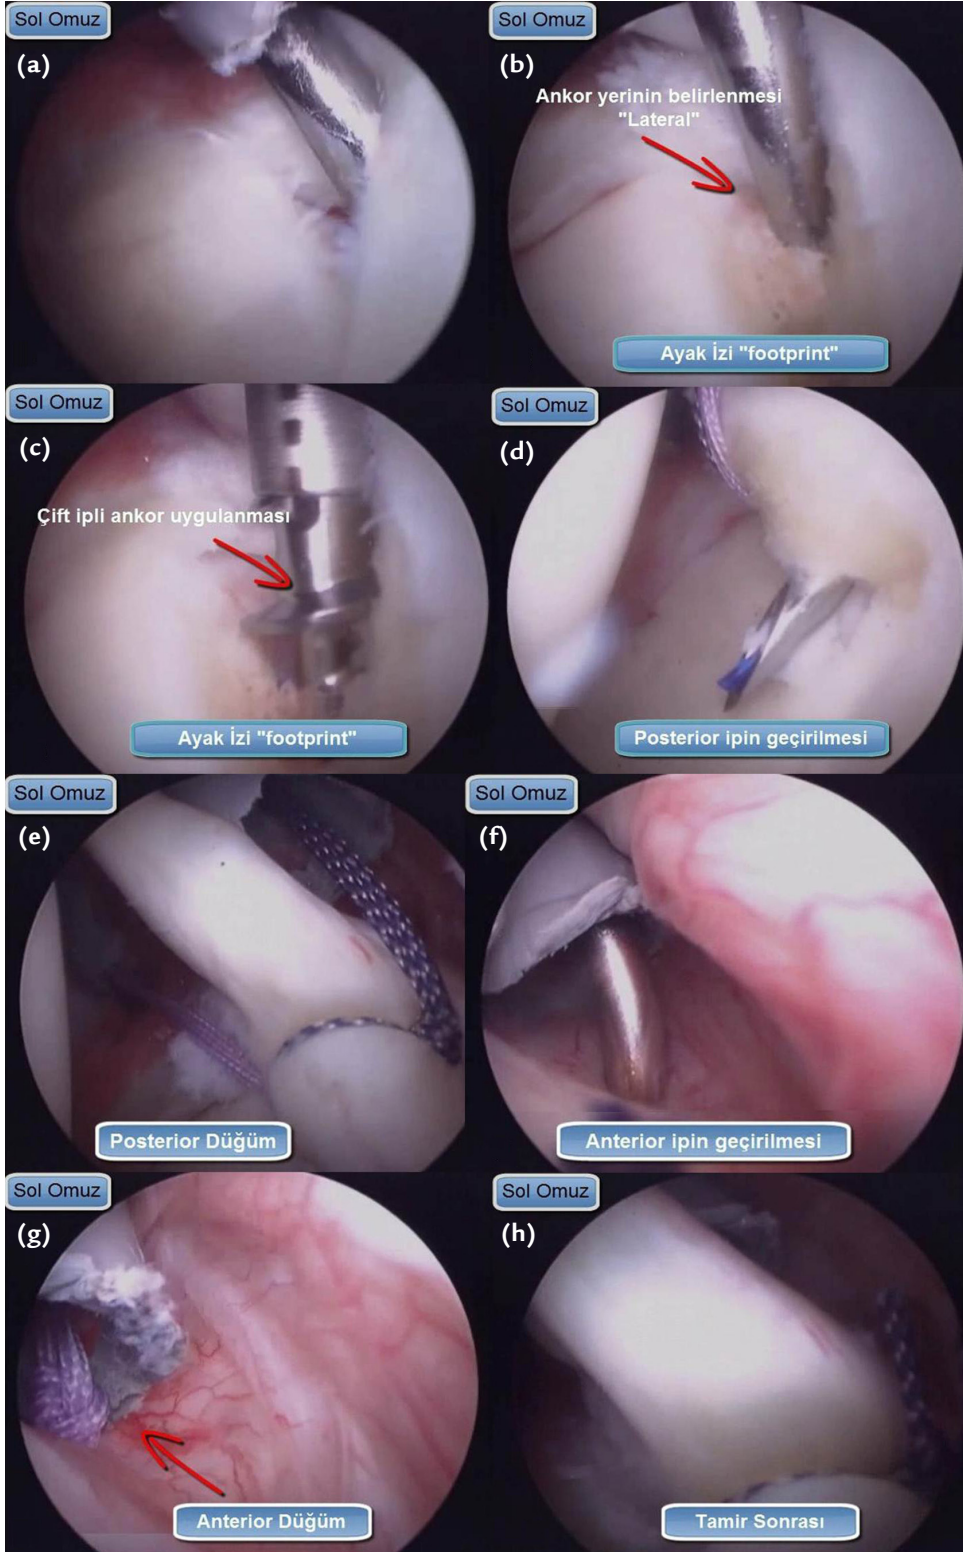 Sol Omuz
(a)
Sol Omuz
(b)
Ankor yerinin belirlenmesi
"Lateral"
Ayak İzi "footprint"
Sol Omuz
(c)
Çift ipli ankor uygulanması
Ayak İzi "footprint"
Sol Omuz
(d)
Posterior ipin geçirilmesi
Sol Omuz
(e)
Posterior Düğüm
Sol Omuz
(f)
Anterior ipin geçirilmesi
Sol Omuz
(g)
Anterior Düğüm
Sol Omuz
(h)
Tamir Sonrası